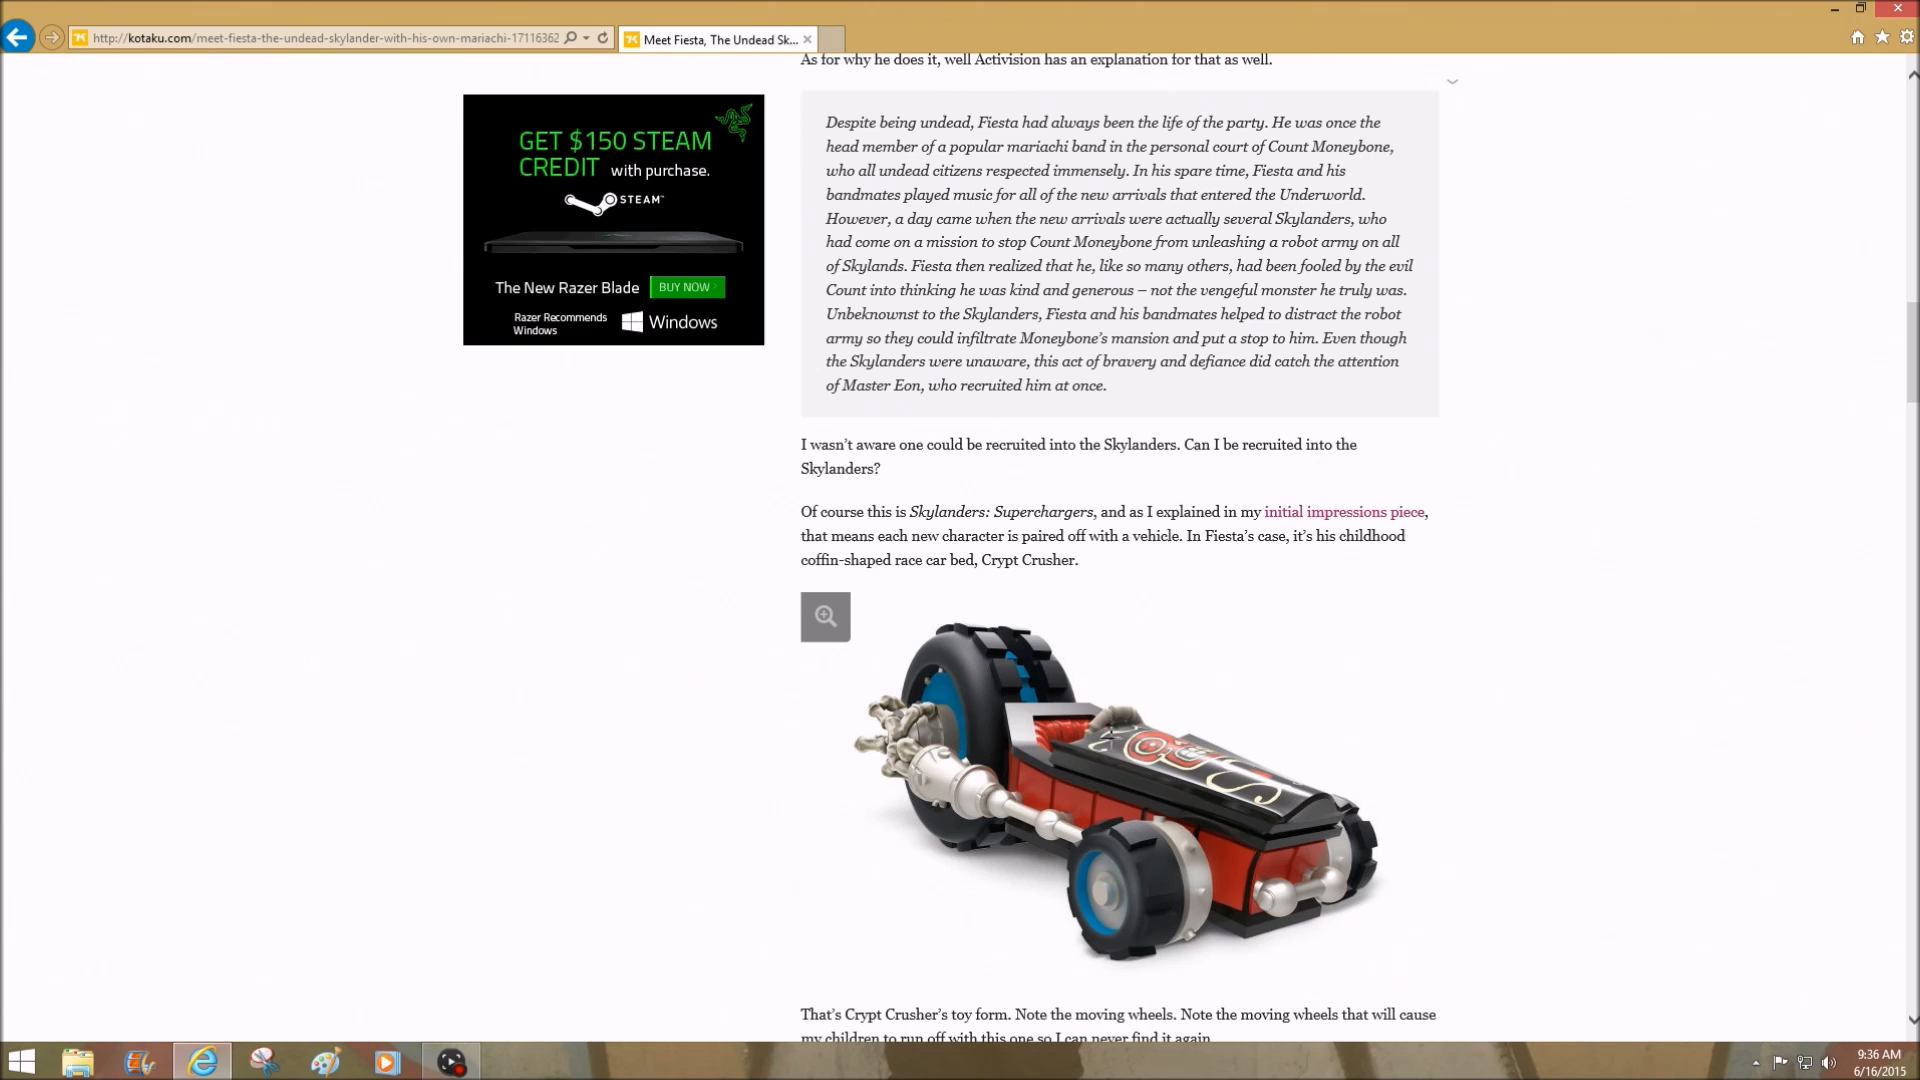 http://kotaku.com/meet-fiesta-the-undead-skylander-with-his-own-mariachi-17116362
Meet Fiesta, The Undead Sk...
As for why he does it, well Activision has an explanation for that as well.
GET $150 STEAM
CREDIT with purchase.
STEAM™
The New Razer Blade
BUY NOW >
Razer Recommends
Windows
Windows
Despite being undead, Fiesta had always been the life of the party. He was once the
head member of a popular mariachi band in the personal court of Count Moneybone,
who all undead citizens respected immensely. In his spare time, Fiesta and his
bandmates played music for all of the new arrivals that entered the Underworld.
However, a day came when the new arrivals were actually several Skylanders, who
had come on a mission to stop Count Moneybone from unleashing a robot army on all
of Skylands. Fiesta then realized that he, like so many others, had been fooled by the evil
Count into thinking he was kind and generous – not the vengeful monster he truly was.
Unbeknownst to the Skylanders, Fiesta and his bandmates helped to distract the robot
army so they could infiltrate Moneybone's mansion and put a stop to him. Even though
the Skylanders were unaware, this act of bravery and defiance did catch the attention
of Master Eon, who recruited him at once.
I wasn't aware one could be recruited into the Skylanders. Can I be recruited into the
Skylanders?
Of course this is Skylanders: Superchargers, and as I explained in my initial impressions piece,
that means each new character is paired off with a vehicle. In Fiesta's case, it's his childhood
coffin-shaped race car bed, Crypt Crusher.
That's Crypt Crusher's toy form. Note the moving wheels. Note the moving wheels that will cause
my children to run off with this one so I can never find it again.
9:36 AM
6/16/2015